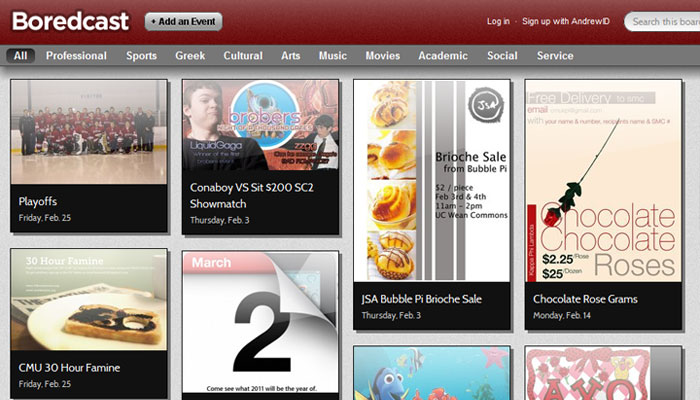 Boredcast
+ Add an Event
Log in · Sign up with AndrewID
Search this board
All Professional Sports Greek Cultural Arts Music Movies Academic Social Service
Playoffs
Friday, Feb. 25
probers
LiquidGaga
Conaboy VS Sit $200 SC2
Showmatch
Thursday, Feb. 3
JSA
Brioche Sale
from Bubble Pi
$2 / piece
Feb 3rd & 4th
11am - 2pm
UC Wean Commons
JSA Bubble Pi Brioche Sale
Thursday, Feb. 3
Free Delivery to smc
email
with your name & number, recipients name & SMC #
Kappa Phi Lambda
Chocolate
Chocolate
$2.25/Rose
$25/Dozen
Roses
Chocolate Rose Grams
Monday, Feb. 14
30 Hour Famine
CMU 30 Hour Famine
Friday, Feb. 25
March
2
Come see what 2011 will be the year of.